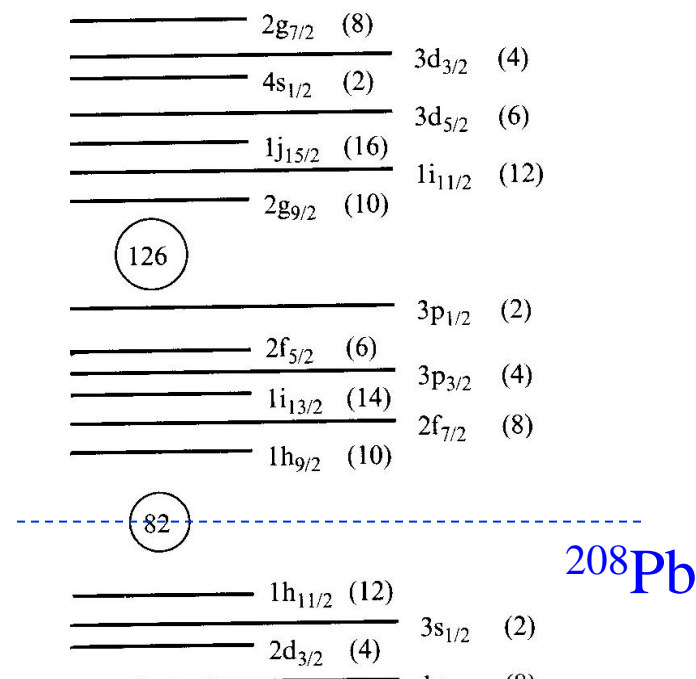 2g7/2 (8)
3d3/2 (4)
4s1/2 (2)
3d5/2 (6)
1j15/2 (16)
1i11/2 (12)
2g9/2 (10)
126
3p1/2 (2)
2f5/2 (6)
3p3/2 (4)
1i13/2 (14)
2f7/2 (8)
1h9/2 (10)
82
208Pb
1h11/2 (12)
3s1/2 (2)
2d3/2 (4)
(8)